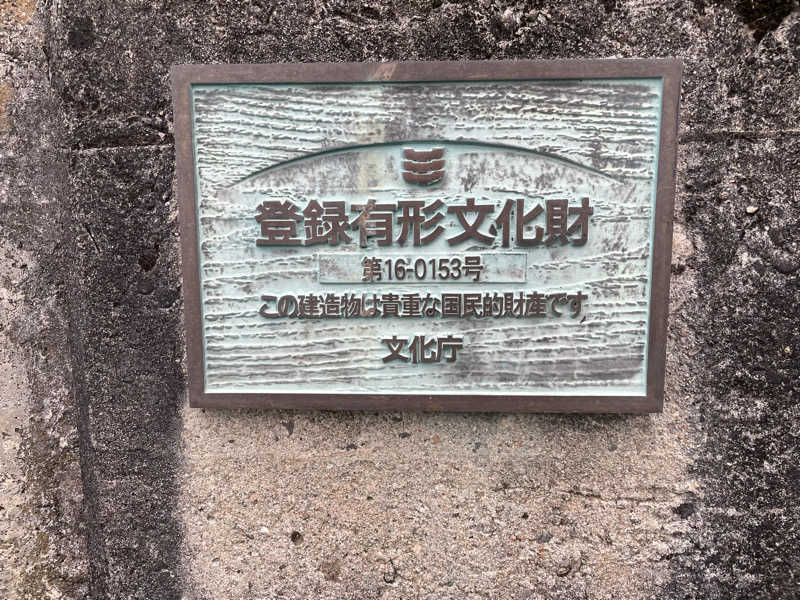 登録有形文化財
第16-0153号
この建造物は貴重な国民的財産です
文化庁